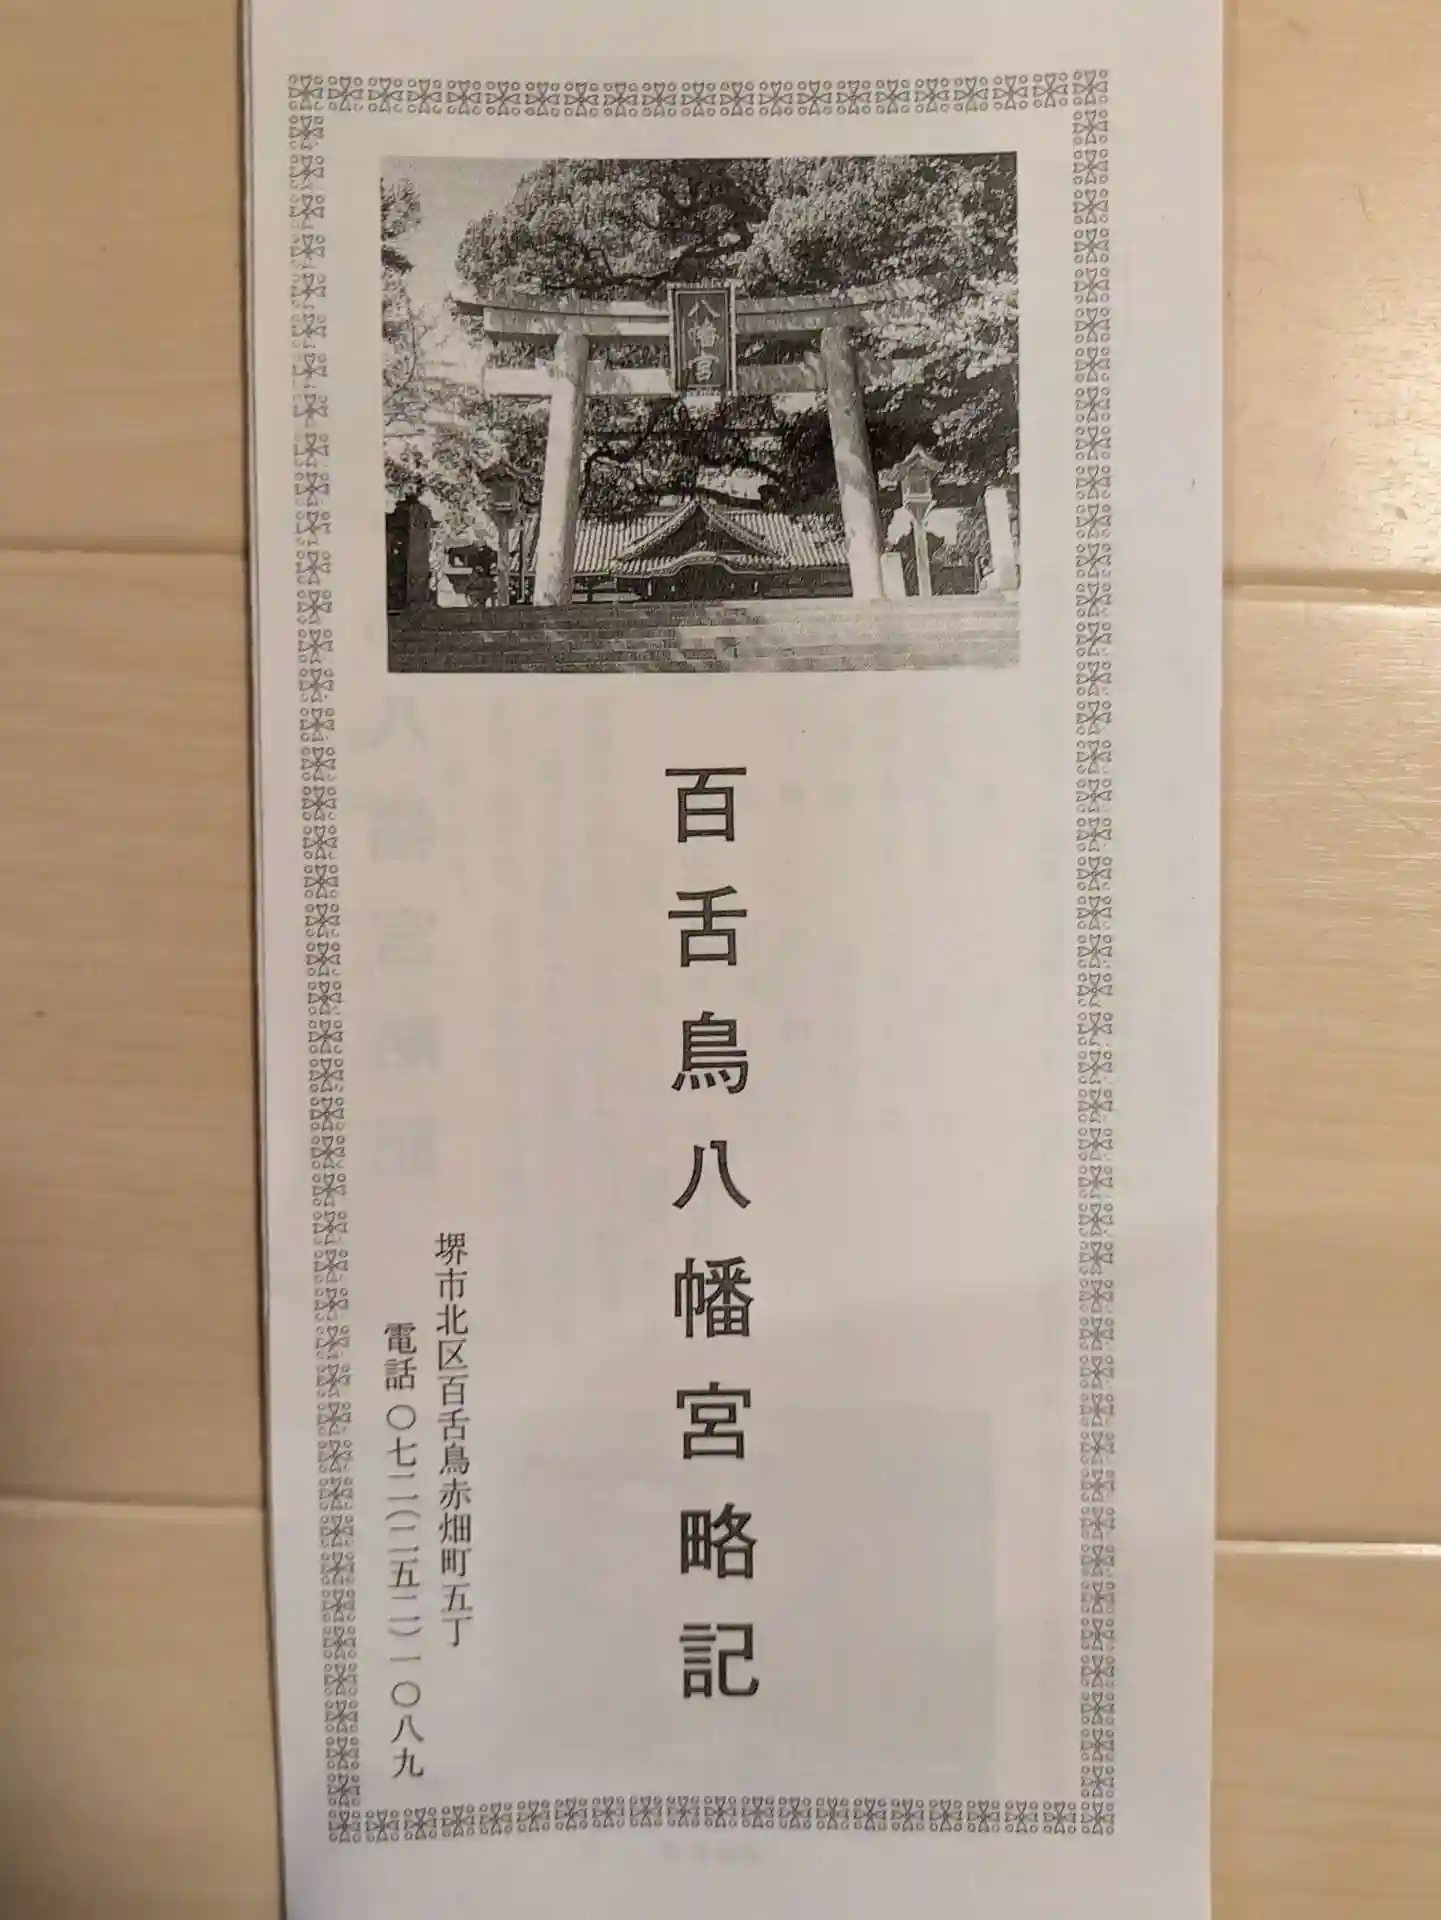 八幡宮
百舌鳥八幡宮略記
堺市北区百舌鳥赤畑町五丁
電話〇七二(二五二)一〇八九